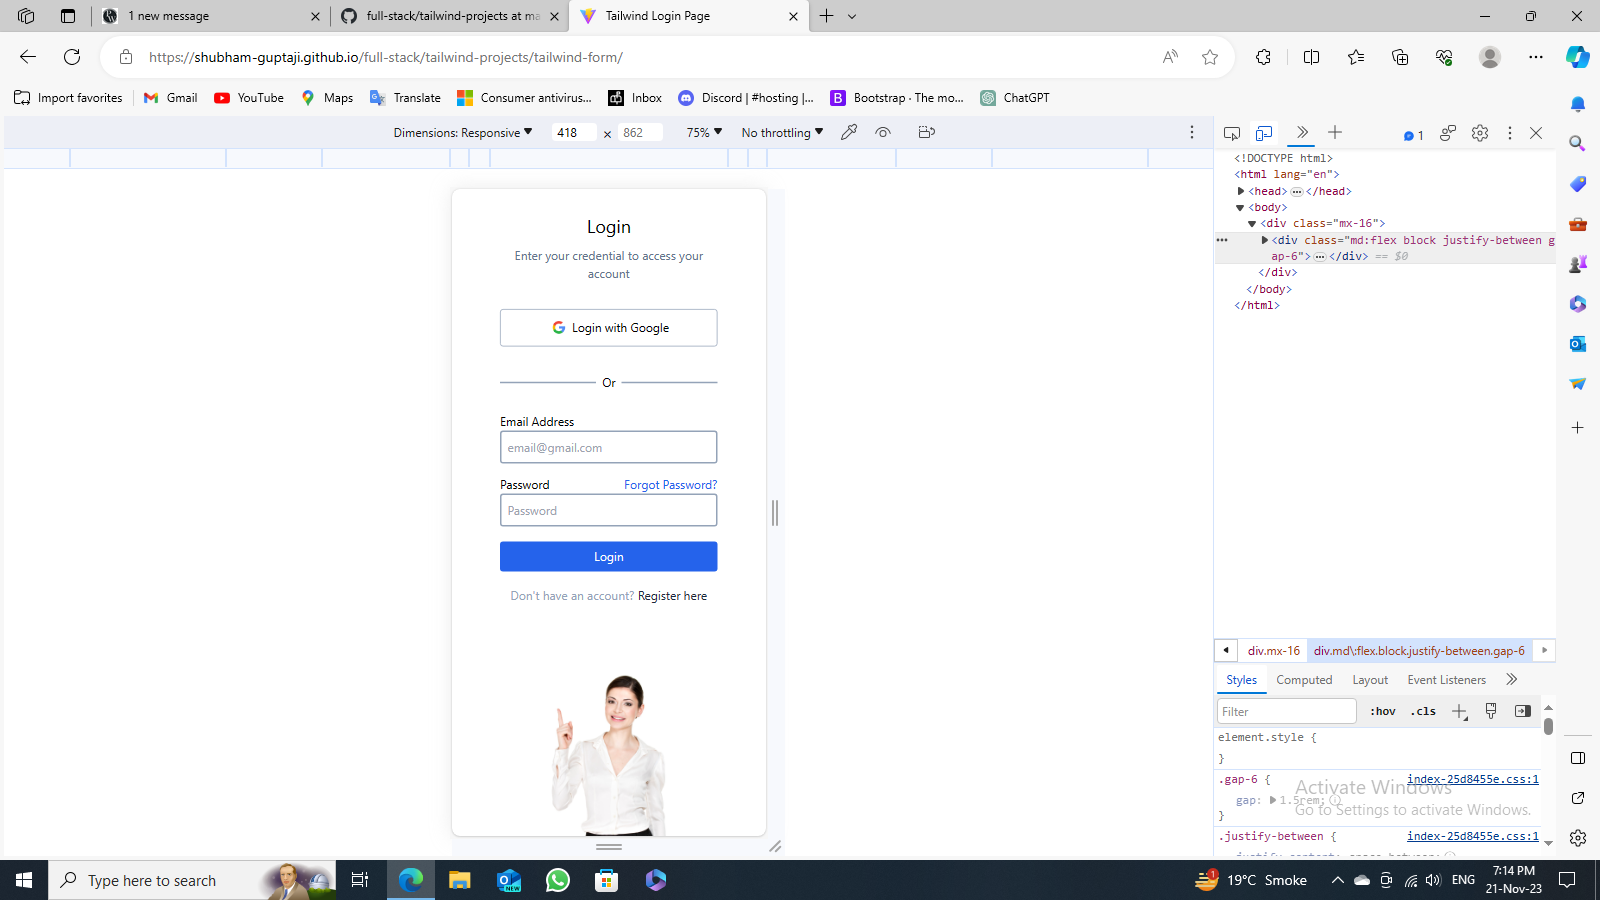 1 new message
full-stack/tailwind-projects at ma
Tailwind Login Page
https://shubham-guptaji.github.io/full-stack/tailwind-projects/tailwind-form/
Import favorites
Gmail
YouTube
Maps
Translate
Consumer antivirus...
Inbox
Discord | #hosting |...
Bootstrap · The mo...
ChatGPT
Dimensions: Responsive
418 × 862
75%
No throttling
1
<!DOCTYPE html>
<html lang="en">
<head> </head>
<body>
<div class="mx-16">
<div class="md:flex block justify-between g
ap-6"> </div> == $0
</div>
</body>
</html>
Login
Enter your credential to access your
account
Login with Google
Or
Email Address
email@gmail.com
Password Forgot Password?
Password
Login
Don't have an account? Register here
div.mx-16 div.md\:flex.block.justify-between.gap-6
Styles Computed Layout Event Listeners
Filter :hov .cls
element.style {
}
.gap-6 { index-25d8455e.css:1
gap: 1.5rem;
}
Activate Windows
Go to Settings to activate Windows.
.justify-between { index-25d8455e.css:1
justify-content: space-between;
Type here to search
NEW
1
19°C Smoke
ENG
7:14 PM
21-Nov-23